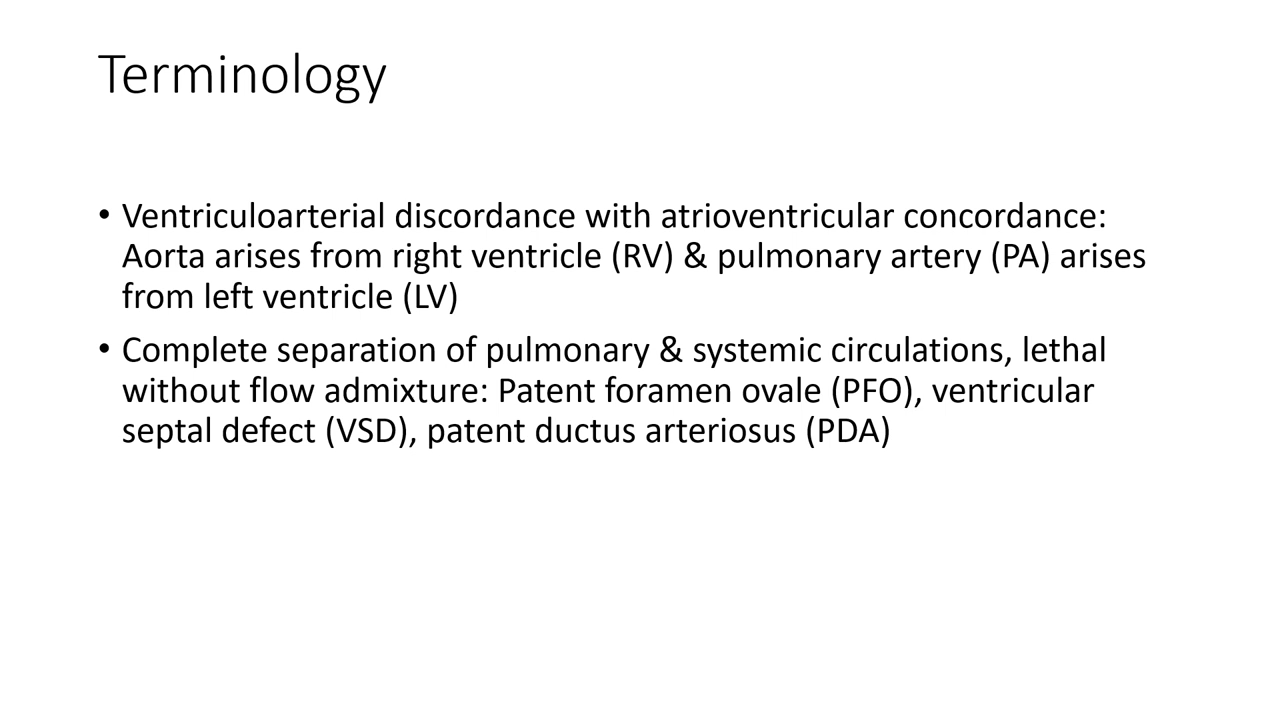 Terminology
• Ventriculoarterial discordance with atrioventricular concordance:
Aorta arises from right ventricle (RV) & pulmonary artery (PA) arises
from left ventricle (LV)
• Complete separation of pulmonary & systemic circulations, lethal
without flow admixture: Patent foramen ovale (PFO), ventricular
septal defect (VSD), patent ductus arteriosus (PDA)